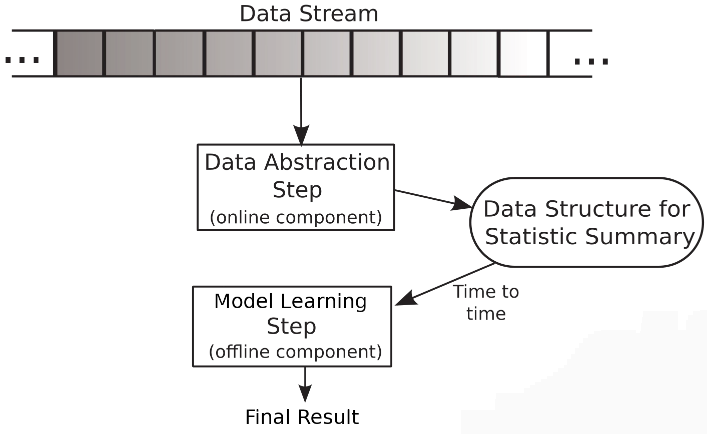 Data Stream
... ...
Data Abstraction
Step
(online component)
Data Structure for
Statistic Summary
Time to
time
Model Learning
Step
(offline component)
Final Result